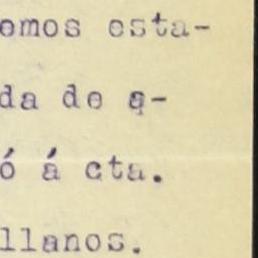 emos esta-
da de a-
ó á cta.
llanos.